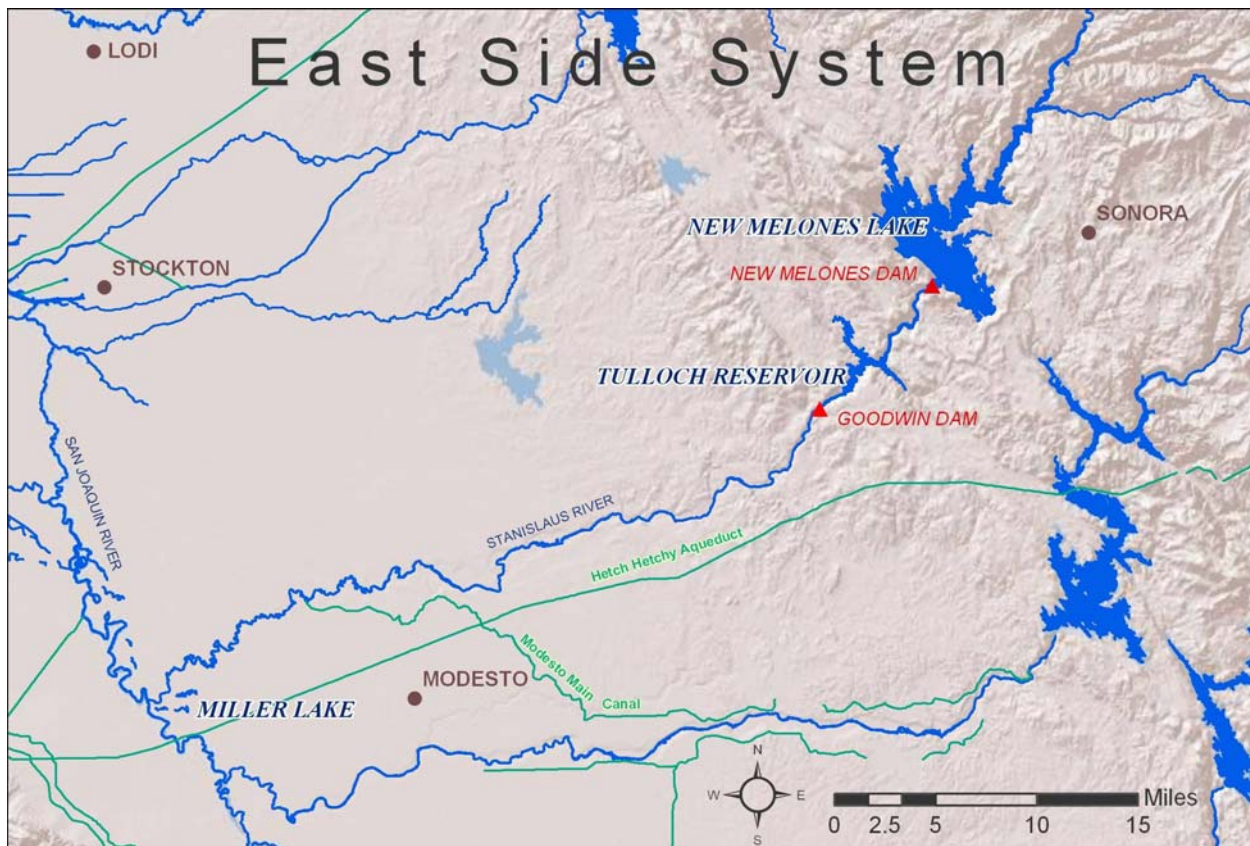 East Side System
LODI
NEW MELONES LAKE
SONORA
STOCKTON
NEW MELONES DAM
TULLOCH RESERVOIR
GOODWIN DAM
SAN JOAQUIN RIVER
STANISLAUS RIVER
Hetch Hetchy Aqueduct
Modesto Main Canal
MODESTO
MILLER LAKE
N
W E
S
Miles
0 2.5 5 10 15